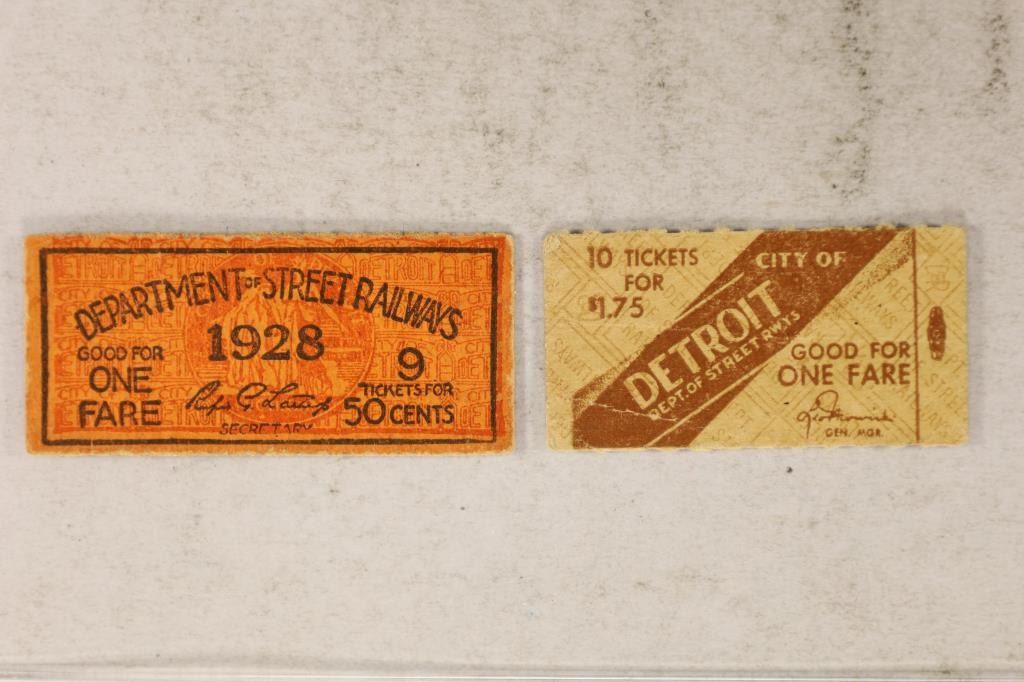 DEPARTMENT OF STREET RAILWAYS
1928
GOOD FOR
ONE
FARE
9
TICKETS FOR
50 CENTS
SECRETARY
10 TICKETS
FOR
$1.75
CITY OF
DETROIT
DEPT. OF STREET RWYS
GOOD FOR
ONE FARE
GEN. MGR.